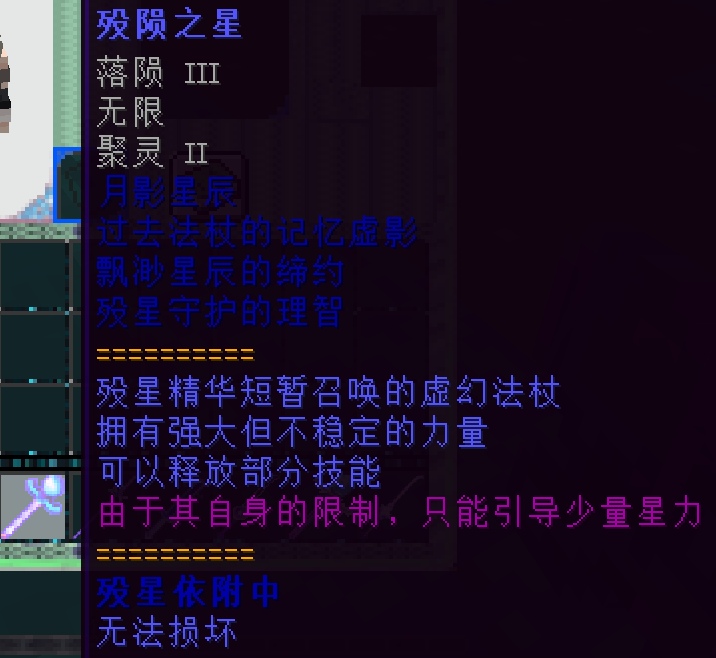 殁陨之星
落陨 III
无限
聚灵 II
月影星辰
过去法杖的记忆虚影
飘渺星辰的缔约
殁星守护的理智
==========
殁星精华短暂召唤的虚幻法杖
拥有强大但不稳定的力量
可以释放部分技能
由于其自身的限制，只能引导少量星力
==========
殁星依附中
无法损坏